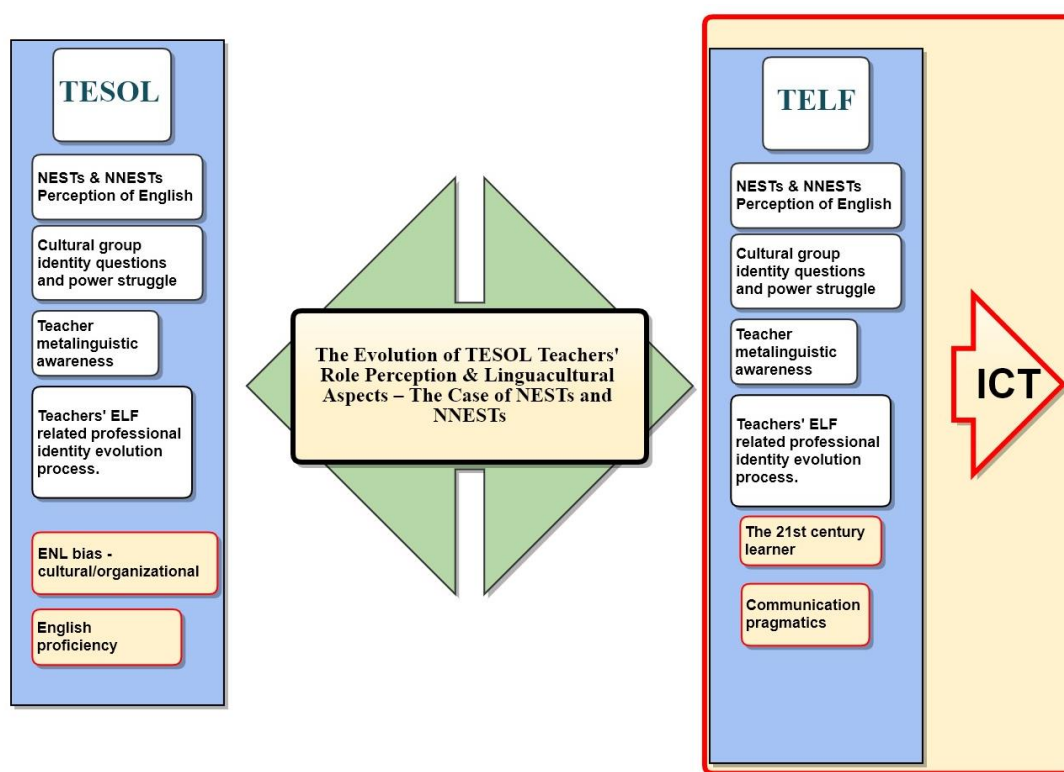 TESOL
NESTs & NNESTs
Perception of English
Cultural group
identity questions
and power struggle
Teacher
metalinguistic
awareness
Teachers' ELF
related professional
identity evolution
process.
ENL bias -
cultural/organizational
English
proficiency
The Evolution of TESOL Teachers'
Role Perception & Linguacultural
Aspects – The Case of NESTs and
NNESTs
TELF
NESTs & NNESTs
Perception of English
Cultural group
identity questions
and power struggle
Teacher
metalinguistic
awareness
Teachers' ELF
related professional
identity evolution
process.
The 21st century
learner
Communication
pragmatics
ICT